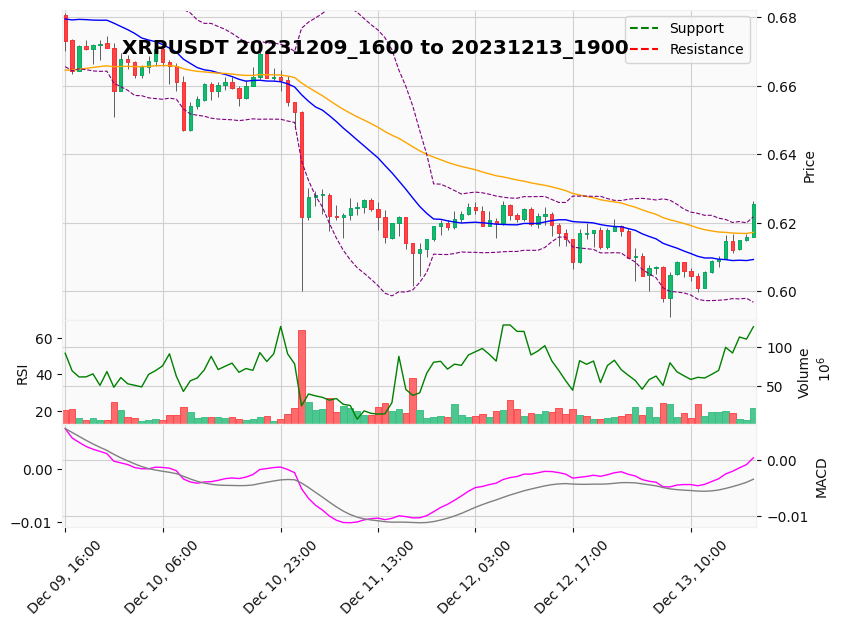 XRPUSDT 20231209_1600 to 20231213_1900
Support
Resistance
0.68
0.66
0.64
0.62
0.60
Price
60
40
20
RSI
100
50
Volume
10^6
0.00
−0.01
0.00
−0.01
MACD
Dec 09, 16:00
Dec 10, 06:00
Dec 10, 23:00
Dec 11, 13:00
Dec 12, 03:00
Dec 12, 17:00
Dec 13, 10:00